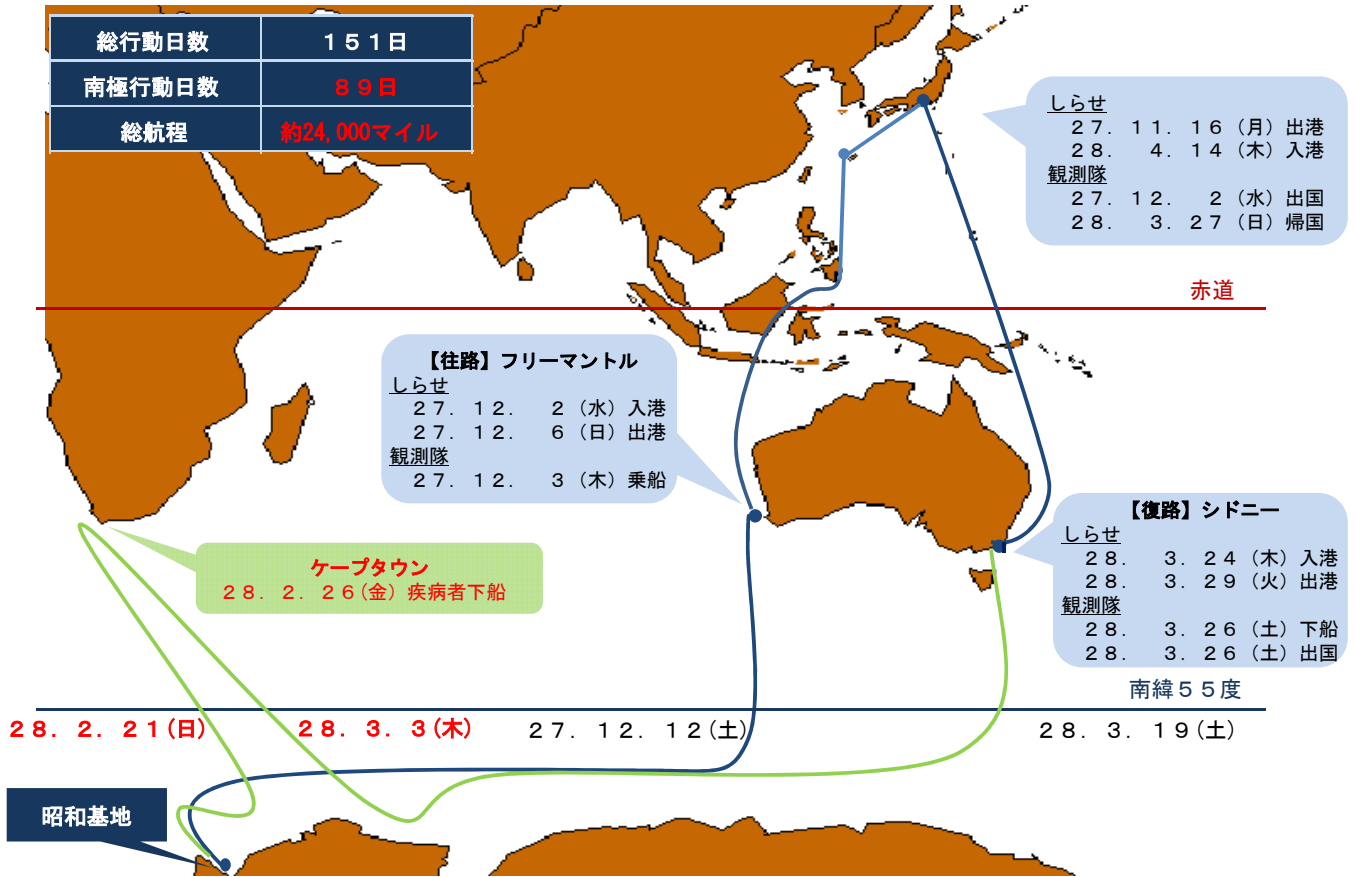 総行動日数 １５１日
南極行動日数 ８９日
総航程 約24,000マイル
しらせ
２７．１１．１６（月）出港
２８．　４．１４（木）入港
観測隊
２７．１２．　２（水）出国
２８．　３．２７（日）帰国
赤道
【往路】フリーマントル
しらせ
２７．１２．　２（水）入港
２７．１２．　６（日）出港
観測隊
２７．１２．　３（木）乗船
【復路】シドニー
しらせ
２８．　３．２４（木）入港
２８．　３．２９（火）出港
観測隊
２８．　３．２６（土）下船
２８．　３．２６（土）出国
ケープタウン
２８．２．２６(金)疾病者下船
南緯５５度
２８．２．２１(日)
２８．３．３(木)
２７．１２．１２(土)
２８．３．１９(土)
昭和基地